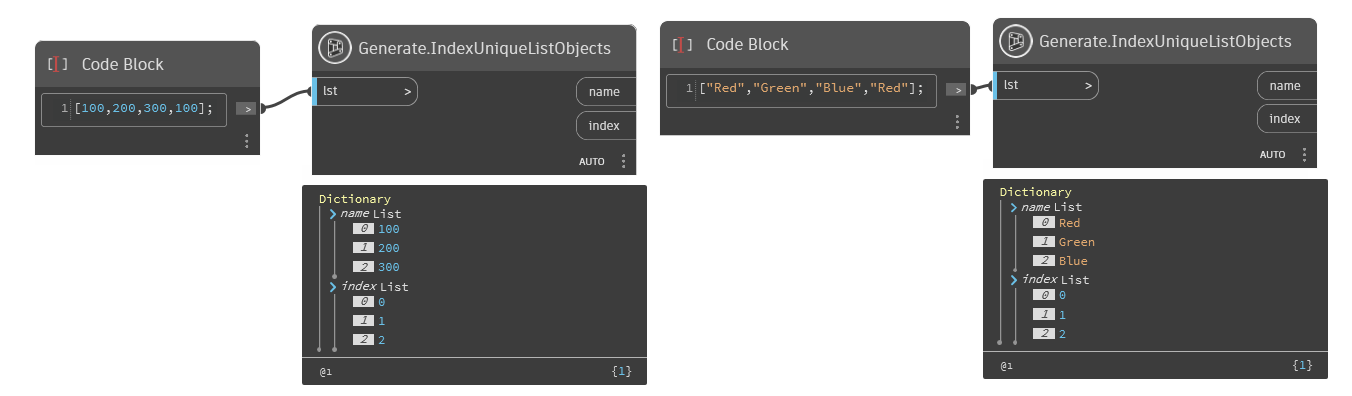 [I] Code Block
1 [100,200,300,100];
>
Generate.IndexUniqueListObjects
lst >
name
index
AUTO
Dictionary
name List
0 100
1 200
2 300
index List
0 0
1 1
2 2
@1 {1}
[I] Code Block
1 ["Red","Green","Blue","Red"];
>
Generate.IndexUniqueListObjects
lst >
name
index
AUTO
Dictionary
name List
0 Red
1 Green
2 Blue
index List
0 0
1 1
2 2
@1 {1}